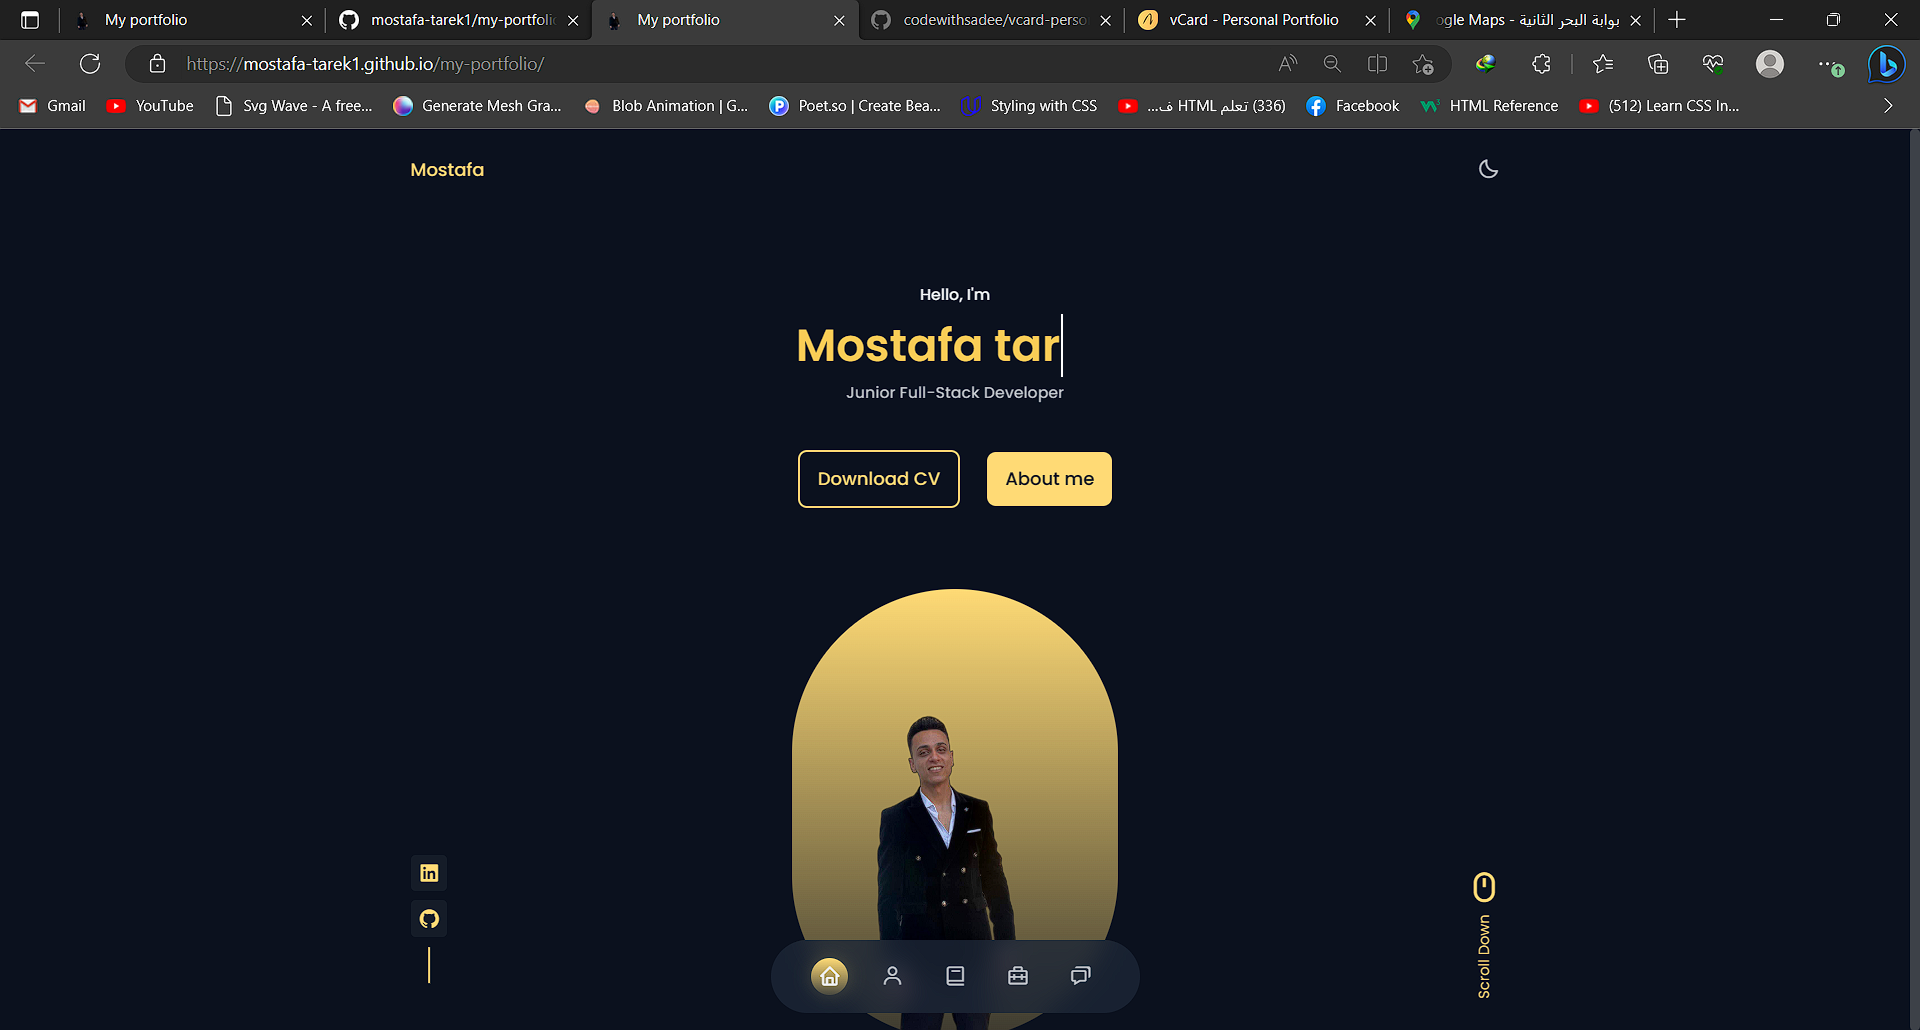 My portfolio
mostafa-tarek1/my-portfoli
My portfolio
codewithsadee/vcard-perso
vCard - Personal Portfolio
ogle Maps - بوابة البحر الثانية
https://mostafa-tarek1.github.io/my-portfolio/
Gmail
YouTube
Svg Wave - A free...
Generate Mesh Gra...
Blob Animation | G...
Poet.so | Create Bea...
Styling with CSS
(336) تعلم HTML ف...
Facebook
HTML Reference
(512) Learn CSS In...
Mostafa
Hello, I'm
Mostafa tar
Junior Full-Stack Developer
Download CV
About me
Scroll Down